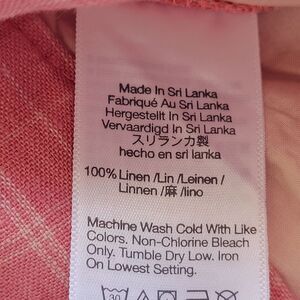 Made In Sri Lanka
Fabriqué Au Sri Lanka
Hergestellt In Sri Lanka
Vervaardigd In Sri Lanka
スリランカ製
hecho en sri lanka
100% Linen /Lin /Leinen /
Linnen /麻 /lino
Machine Wash Cold With Like
Colors. Non-Chlorine Bleach
Only. Tumble Dry Low. Iron
On Lowest Setting.
30